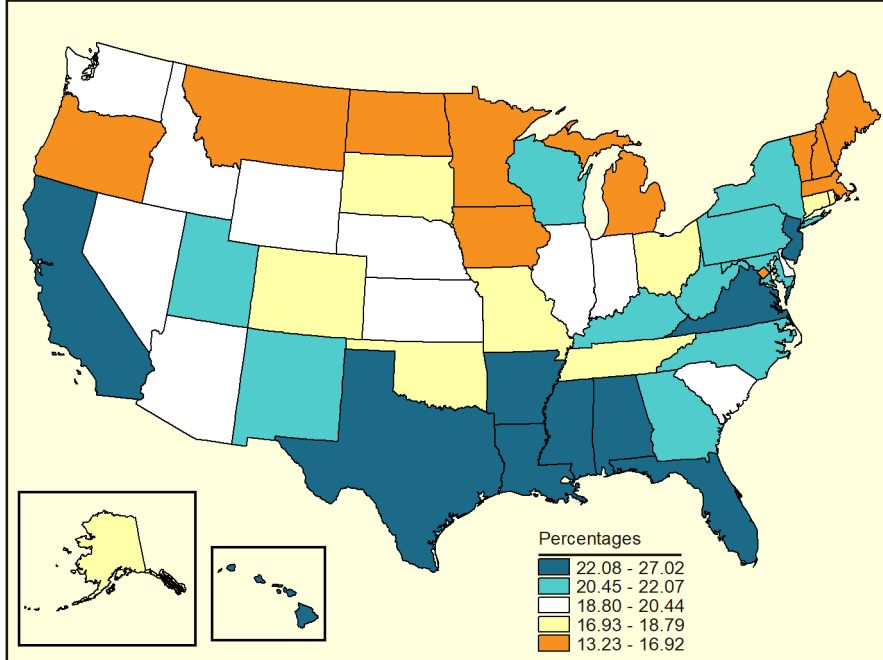 Percentages
22.08 - 27.02
20.45 - 22.07
18.80 - 20.44
16.93 - 18.79
13.23 - 16.92